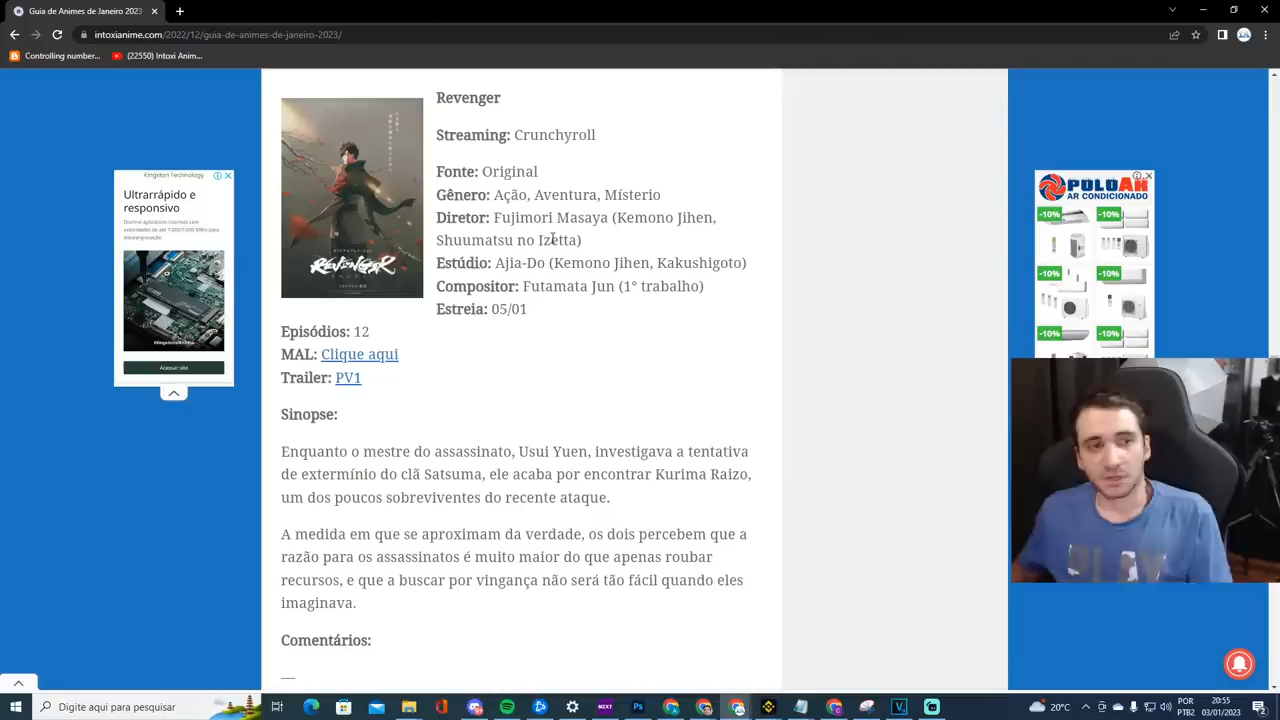 Guia de Animes de Janeiro 2023
intoxianime.com/2022/12/guia-de-animes-de-janeiro-2023/
Controlling number...
(22550) Intoxi Anim...
Revenger
Streaming: Crunchyroll
Fonte: Original
Gênero: Ação, Aventura, Místerio
Diretor: Fujimori Masaya (Kemono Jihen,
Shuumatsu no Izetta)
Estúdio: Ajia-Do (Kemono Jihen, Kakushigoto)
Compositor: Futamata Jun (1° trabalho)
Estreia: 05/01
Episódios: 12
MAL: Clique aqui
Trailer: PV1
Sinopse:
Enquanto o mestre do assassinato, Usui Yuen, investigava a tentativa
de extermínio do clã Satsuma, ele acaba por encontrar Kurima Raizo,
um dos poucos sobreviventes do recente ataque.
A medida em que se aproximam da verdade, os dois percebem que a
razão para os assassinatos é muito maior do que apenas roubar
recursos, e que a buscar por vingança não será tão fácil quando eles
imaginava.
Comentários:
—
REVENGER
Kingston Technology
Ultrarrápido e
responsivo
Acessar site
POLOAR
AR CONDICIONADO
-10%
-10%
-10%
-10%
-10%
-10%
PLAY
Digite aqui para pesquisar
NEXT
20°C
POR
PTB2
20:55
03/01/2023